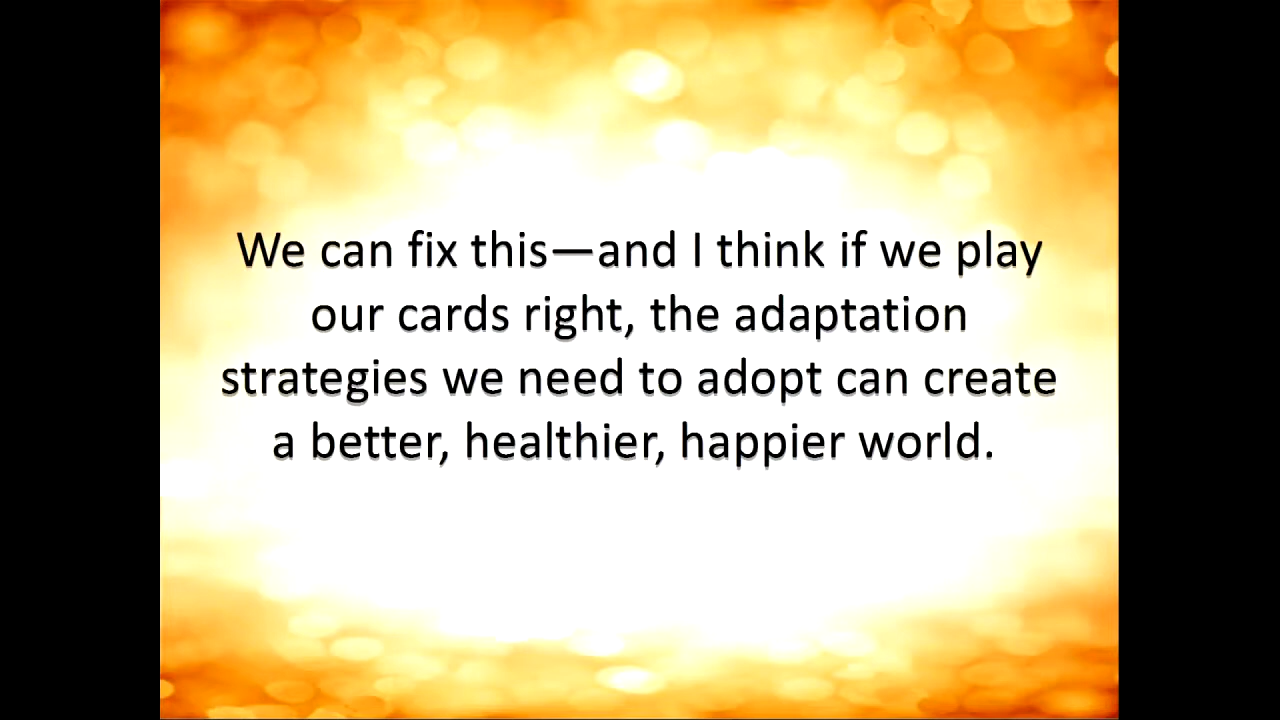 We can fix this—and I think if we play
our cards right, the adaptation
strategies we need to adopt can create
a better, healthier, happier world.